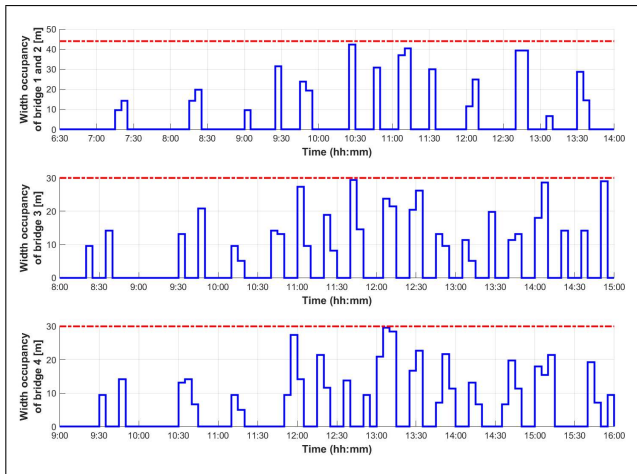 Width occupancy
of bridge 1 and 2 [m]
50
40
30
20
10
0
6:30 7:00 7:30 8:00 8:30 9:00 9:30 10:00 10:30 11:00 11:30 12:00 12:30 13:00 13:30 14:00
Time (hh:mm)
Width occupancy
of bridge 3 [m]
30
20
10
0
8:00 8:30 9:00 9:30 10:00 10:30 11:00 11:30 12:00 12:30 13:00 13:30 14:00 14:30 15:00
Time (hh:mm)
Width occupancy
of bridge 4 [m]
30
20
10
0
9:00 9:30 10:00 10:30 11:00 11:30 12:00 12:30 13:00 13:30 14:00 14:30 15:00 15:30 16:00
Time (hh:mm)